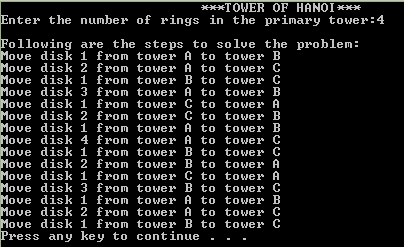 ***TOWER OF HANOI***
Enter the number of rings in the primary tower:4
Following are the steps to solve the problem:
Move disk 1 from tower A to tower B
Move disk 2 from tower A to tower C
Move disk 1 from tower B to tower C
Move disk 3 from tower A to tower B
Move disk 1 from tower C to tower A
Move disk 2 from tower C to tower B
Move disk 1 from tower A to tower B
Move disk 4 from tower A to tower C
Move disk 1 from tower B to tower C
Move disk 2 from tower B to tower A
Move disk 1 from tower C to tower A
Move disk 3 from tower B to tower C
Move disk 1 from tower A to tower B
Move disk 2 from tower A to tower C
Move disk 1 from tower B to tower C
Press any key to continue . . .